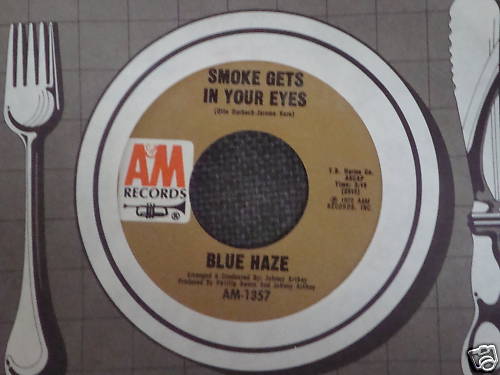 SMOKE GETS
IN YOUR EYES
(Otto Harbach-Jerome Kern)
A&M
RECORDS
®
T.B. Harms Co.
ASCAP
Time: 3:19
℗ 1972 A&M
RECORDS, INC.
BLUE HAZE
Arranged & Conducted By: Johnny Arthey
Produced By Phillip Swern And Johnny Arthey
AM-1357